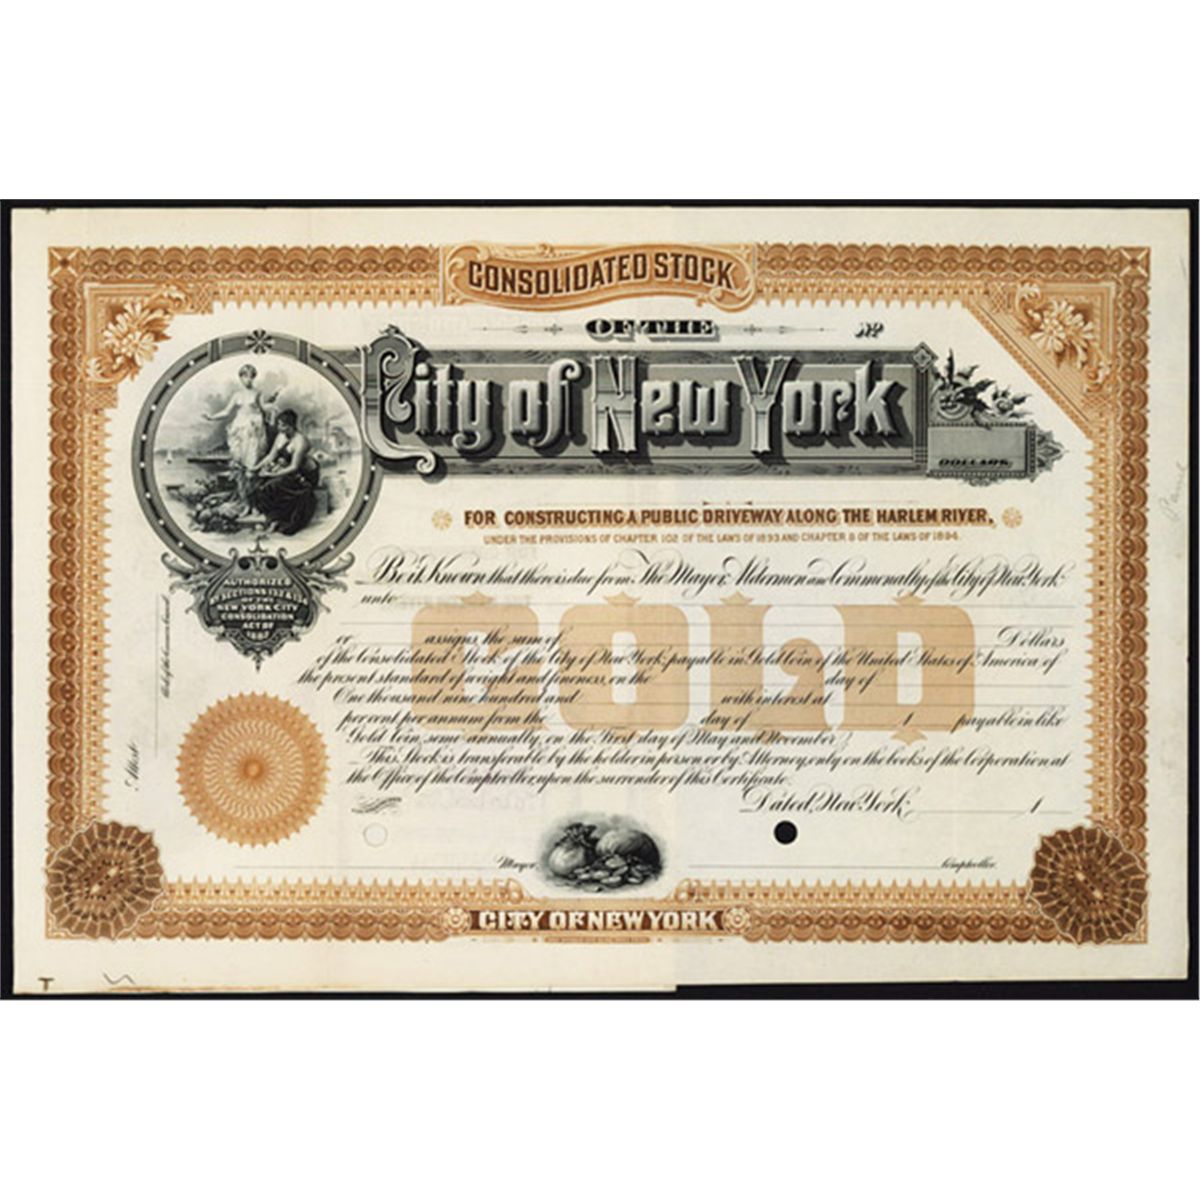 CONSOLIDATED STOCK
OF THE
No
City of New York
DOLLARS.
FOR CONSTRUCTING A PUBLIC DRIVEWAY ALONG THE HARLEM RIVER,
UNDER THE PROVISIONS OF CHAPTER 102 OF THE LAWS OF 1893 AND CHAPTER 8 OF THE LAWS OF 1894.
Be it Known that there is due from The Mayor, Aldermen and Commonalty of the City of New York
unto
GOLD
or assigns, the sum of Dollars
of the Consolidated Stock of the City of New York, payable in Gold Coin of the United States of America, of
the present standard of weight and fineness, on the day of
One thousand nine hundred and with interest at
per cent. per annum from the day of 1 payable in like
Gold Coin, semi-annually, on the First day of May and November.
This Stock is transferable by the holder in person or by Attorney, only on the books of the Corporation at
the Office of the Comptroller, upon the surrender of this Certificate.
Dated, New York, 1
AUTHORIZED
BY SECTIONS
OF THE
NEW YORK CITY
CONSOLIDATION
ACT OF
1882
Attest
Mayor.
Comptroller.
CITY OF NEW YORK
T